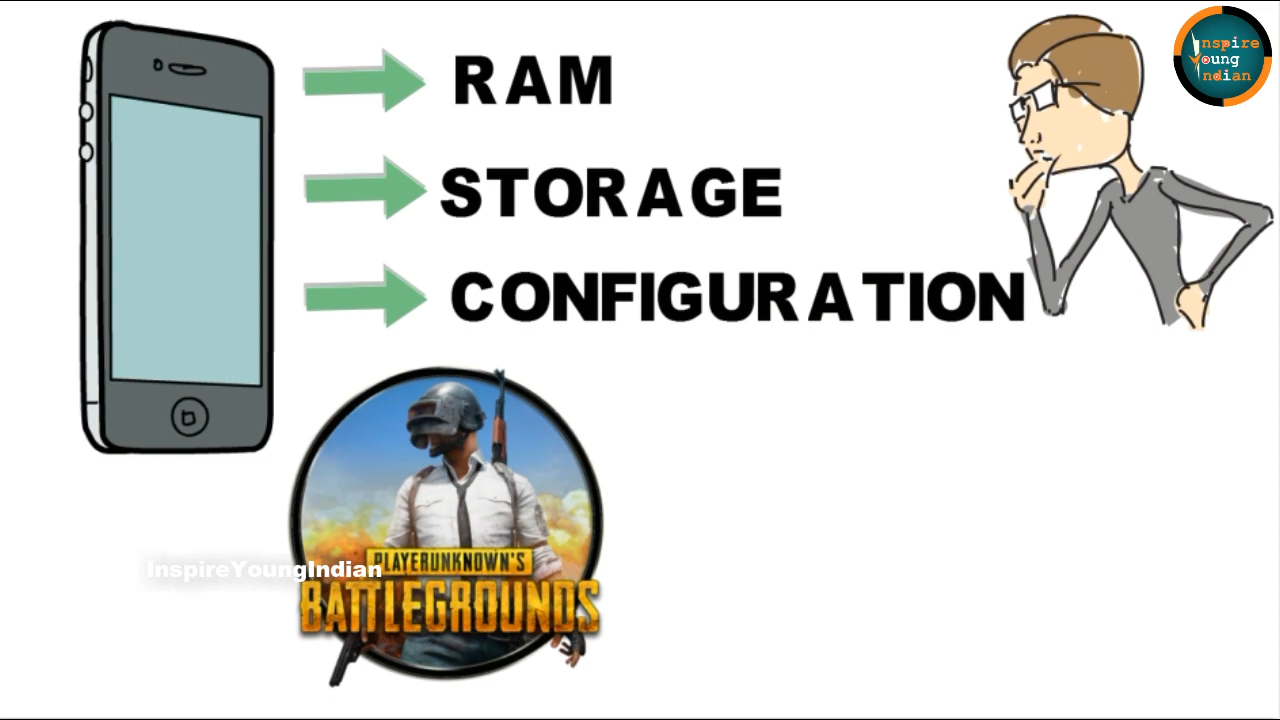 RAM
STORAGE
CONFIGURATION
Inspire
Young
Indian
PLAYERUNKNOWN'S
BATTLEGROUNDS
InspireYoungIndian